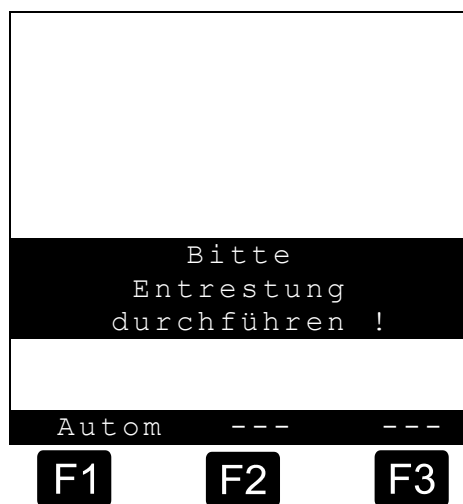 Bitte
Entrestung
durchführen !
Autom --- ---
F1 F2 F3